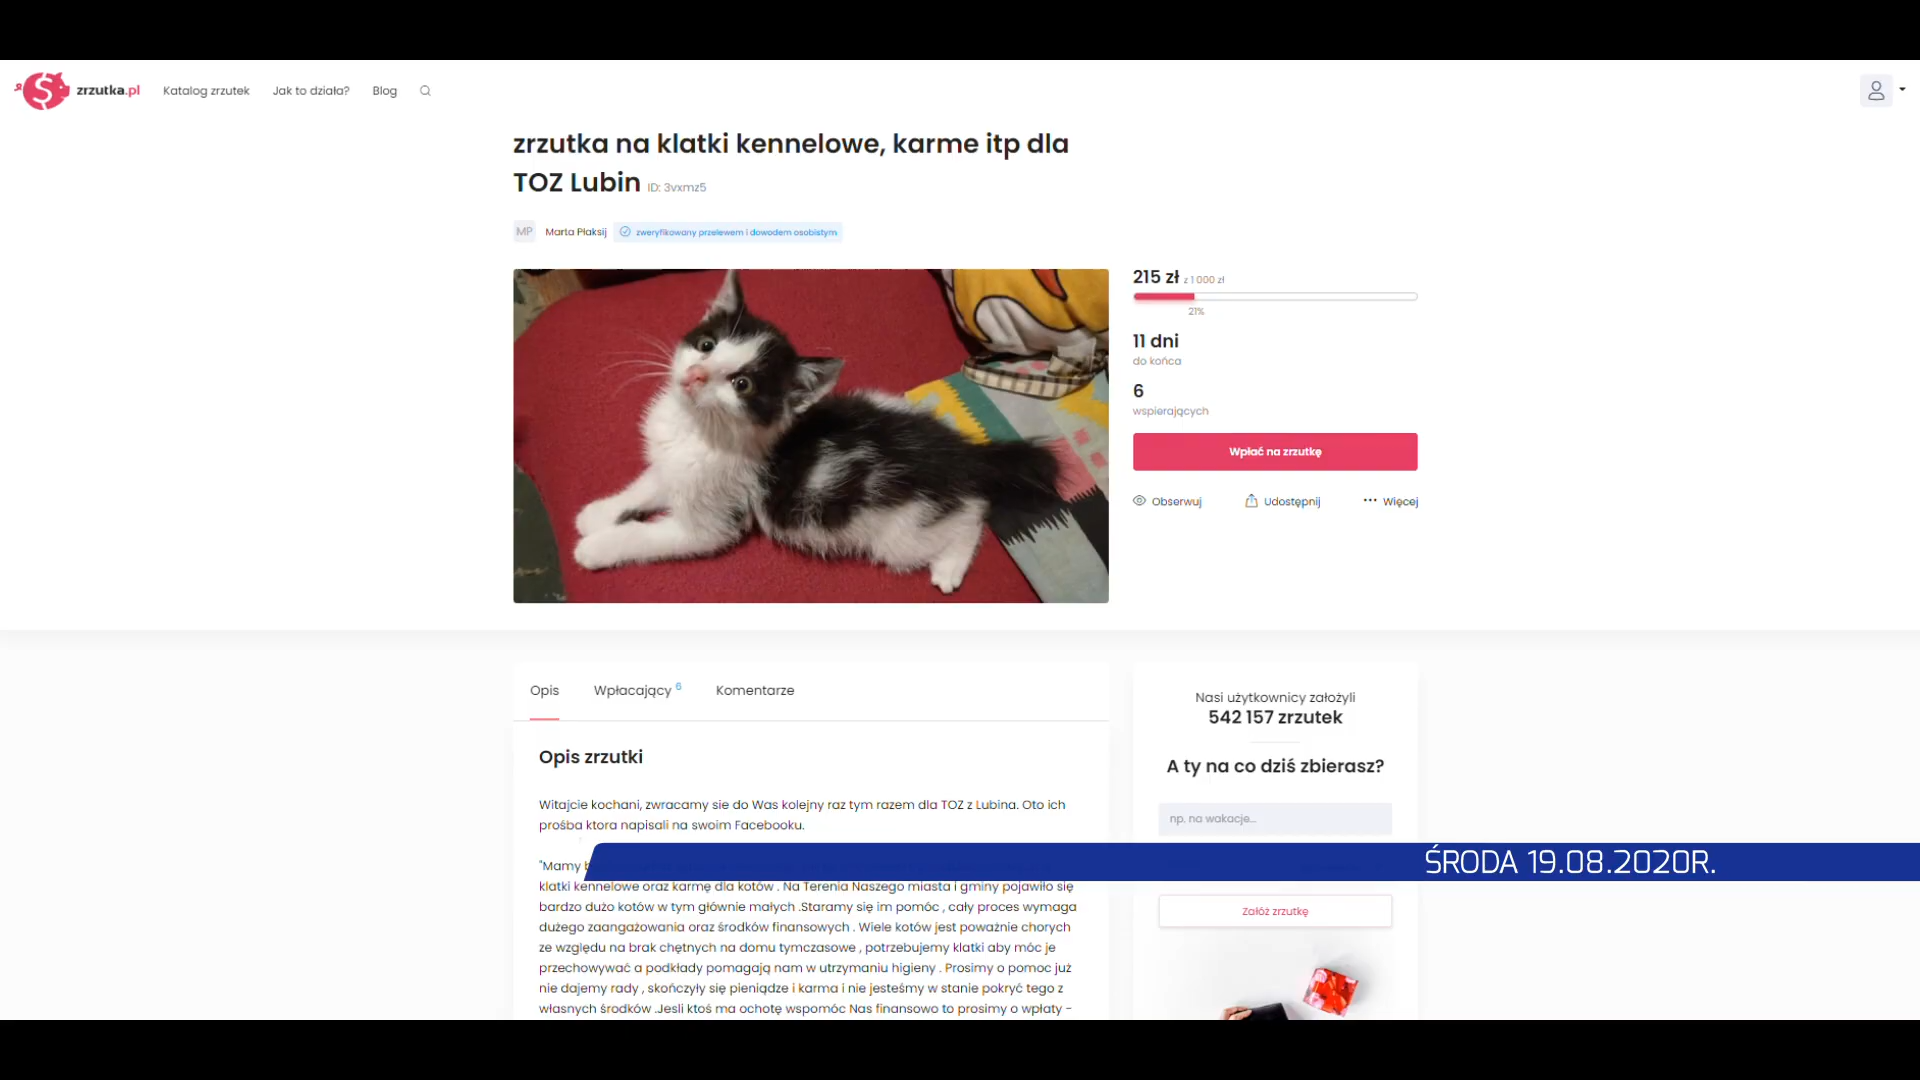 zrzutka.pl Katalog zrzutek Jak to działa? Blog
zrzutka na klatki kennelowe, karme itp dla
TOZ Lubin ID: 3vxmz5
MP Marta Płaksij zweryfikowany przelewem i dowodem osobistym
215 zł z 1 000 zł
21%
11 dni
do końca
6
wspierających
Wpłać na zrzutkę
Obserwuj Udostępnij ••• Więcej
Opis Wpłacający 6 Komentarze
Opis zrzutki
Witajcie kochani, zwracamy sie do Was kolejny raz tym razem dla TOZ z Lubina. Oto ich
prośba ktora napisali na swoim Facebooku.
"Mamy
klatki kennelowe oraz karmę dla kotów . Na Terenia Naszego miasta i gminy pojawiło się
bardzo dużo kotów w tym głównie małych .Staramy się im pomóc , cały proces wymaga
dużego zaangażowania oraz środków finansowych . Wiele kotów jest poważnie chorych
ze względu na brak chętnych na domu tymczasowe , potrzebujemy klatki aby móc je
przechowywać a podkłady pomagają nam w utrzymaniu higieny . Prosimy o pomoc już
nie dajemy rady , skończyły się pieniądze i karma i nie jesteśmy w stanie pokryć tego z
własnych środków .Jesli ktoś ma ochotę wspomóc Nas finansowo to prosimy o wpłaty -
Nasi użytkownicy założyli
542 157 zrzutek
A ty na co dziś zbierasz?
np. na wakacje...
ŚRODA 19.08.2020R.
Załóż zrzutkę